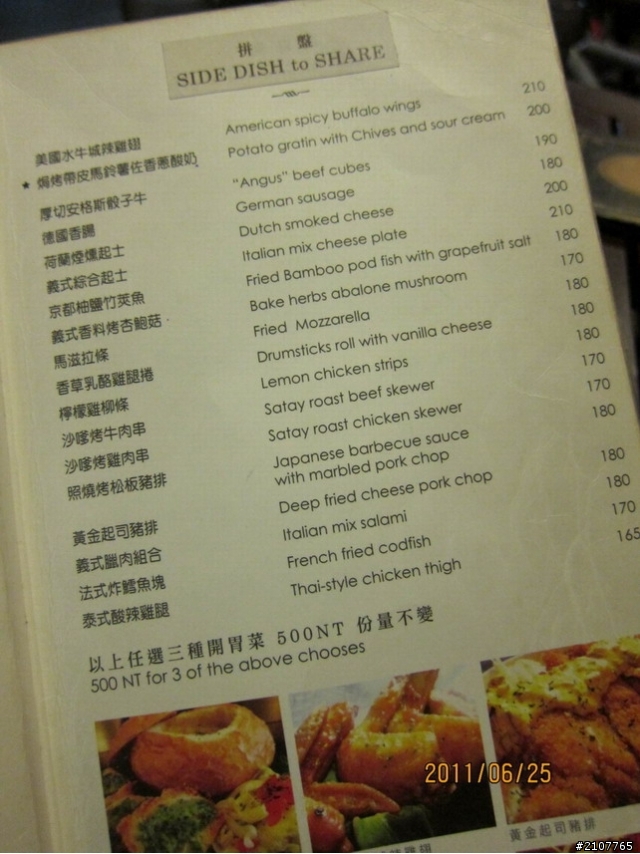 拼 盤
SIDE DISH to SHARE
美國水牛城辣雞翅 American spicy buffalo wings 210
★ 焗烤帶皮馬鈴薯佐香蔥酸奶 Potato gratin with Chives and sour cream 200
厚切安格斯骰子牛 "Angus" beef cubes 190
德國香腸 German sausage 180
荷蘭煙燻起士 Dutch smoked cheese 200
義式綜合起士 Italian mix cheese plate 210
京都柚鹽竹莢魚 Fried Bamboo pod fish with grapefruit salt 180
義式香料烤杏鮑菇 Bake herbs abalone mushroom 170
馬滋拉條 Fried Mozzarella 180
香草乳酪雞腿捲 Drumsticks roll with vanilla cheese 180
檸檬雞柳條 Lemon chicken strips 180
沙嗲烤牛肉串 Satay roast beef skewer 170
沙嗲烤雞肉串 Satay roast chicken skewer 170
照燒烤松板豬排 Japanese barbecue sauce 180
with marbled pork chop
黃金起司豬排 Deep fried cheese pork chop 180
義式臘肉組合 Italian mix salami 180
法式炸鱈魚塊 French fried codfish 170
泰式酸辣雞腿 Thai-style chicken thigh 165
以上任選三種開胃菜 500NT 份量不變
500 NT for 3 of the above chooses
2011/06/25
雞翅
黃金起司豬排
#2107765